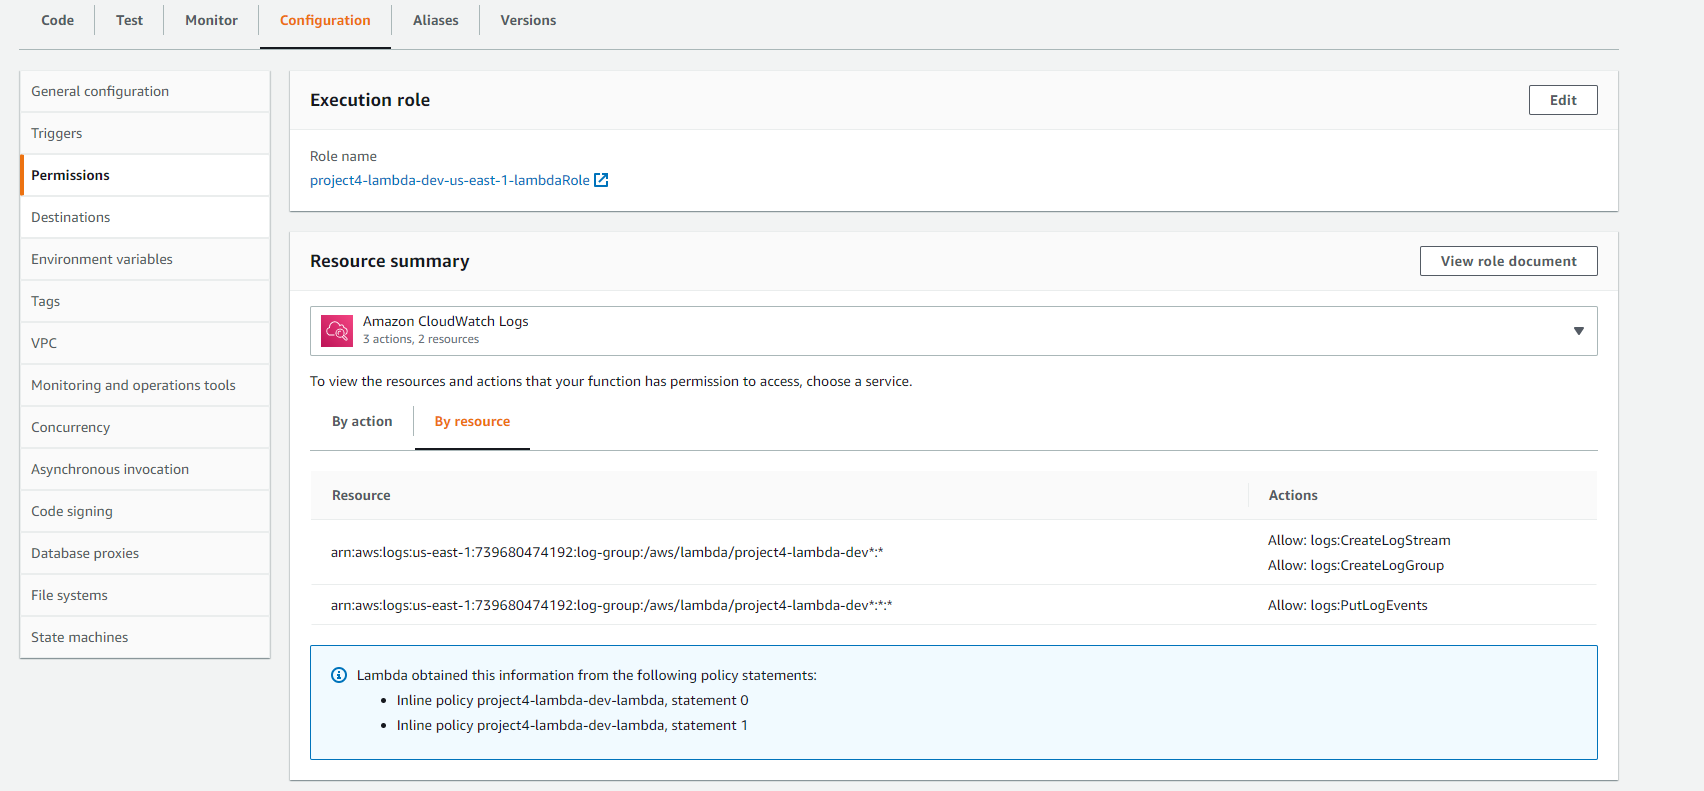 Code Test Monitor Configuration Aliases Versions
General configuration
Triggers
Permissions
Destinations
Environment variables
Tags
VPC
Monitoring and operations tools
Concurrency
Asynchronous invocation
Code signing
Database proxies
File systems
State machines
Execution role
Edit
Role name
project4-lambda-dev-us-east-1-lambdaRole
Resource summary
View role document
Amazon CloudWatch Logs
3 actions, 2 resources
To view the resources and actions that your function has permission to access, choose a service.
By action By resource
Resource Actions
arn:aws:logs:us-east-1:739680474192:log-group:/aws/lambda/project4-lambda-dev*:*
Allow: logs:CreateLogStream
Allow: logs:CreateLogGroup
arn:aws:logs:us-east-1:739680474192:log-group:/aws/lambda/project4-lambda-dev*:*:* Allow: logs:PutLogEvents
Lambda obtained this information from the following policy statements:
• Inline policy project4-lambda-dev-lambda, statement 0
• Inline policy project4-lambda-dev-lambda, statement 1